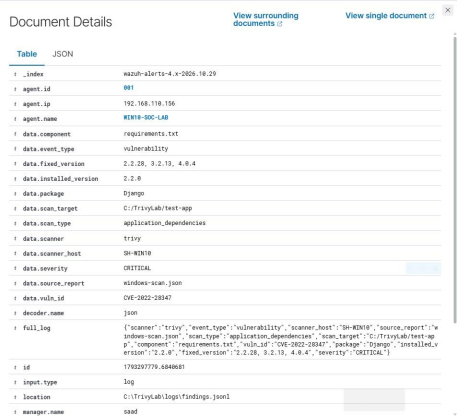 Document Details
View surrounding documents
View single document
Table JSON
t _index wazuh-alerts-4.x-2026.10.29
t agent.id 001
t agent.ip 192.168.110.156
t agent.name WIN10-SOC-LAB
t data.component requirements.txt
t data.event_type vulnerability
t data.fixed_version 2.2.28, 3.2.13, 4.0.4
t data.installed_version 2.2.0
t data.package Django
t data.scan_target C:/TrivyLab/test-app
t data.scan_type application_dependencies
t data.scanner trivy
t data.scanner_host SH-WIN10
t data.severity CRITICAL
t data.source_report windows-scan.json
t data.vuln_id CVE-2022-28347
t decoder.name json
t full_log {"scanner":"trivy","event_type":"vulnerability","scanner_host":"SH-WIN10","source_report":"w
indows-scan.json","scan_type":"application_dependencies","scan_target":"C:/TrivyLab/test-ap
p","component":"requirements.txt","vuln_id":"CVE-2022-28347","package":"Django","installed_v
ersion":"2.2.0","fixed_version":"2.2.28, 3.2.13, 4.0.4","severity":"CRITICAL"}
t id 1793297779.6840681
t input.type log
t location C:\TrivyLab\logs\findings.jsonl
t manager.name saad